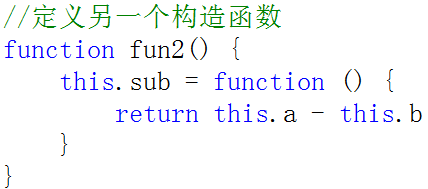 //定义另一个构造函数
function fun2() {
    this.sub = function () {
        return this.a - this.b
    }
}